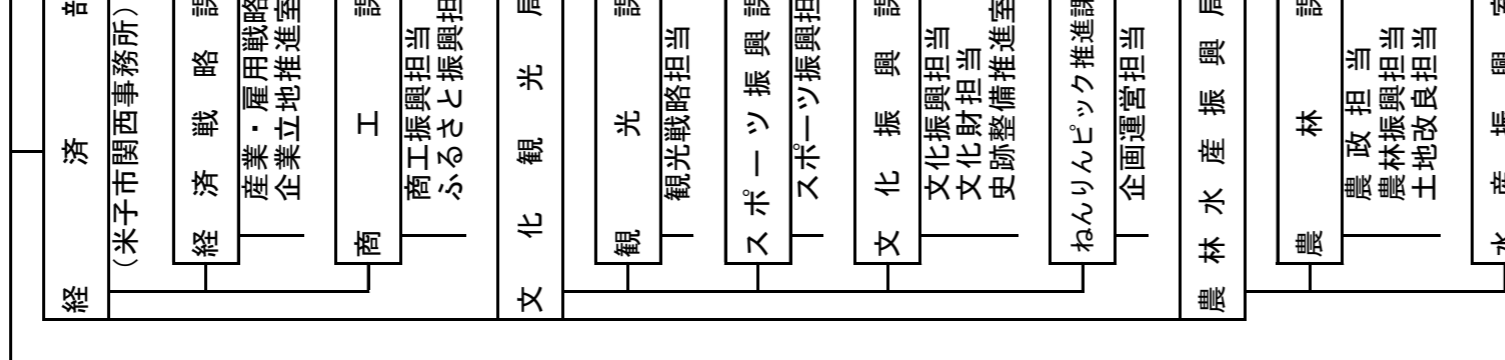 経済部
(米子市関西事務所)
経済戦略課
産業・雇用戦略
企業立地推進室
商工課
商工振興担当
ふるさと振興担
文化観光局
観光課
観光戦略担当
スポーツ振興課
スポーツ振興担
文化振興課
文化振興担当
文化財担当
史跡整備推進室
ねんりんピック推進課
企画運営担当
農林水産振興局
農林課
農政担当
農林振興担当
土地改良担当
水産振興室